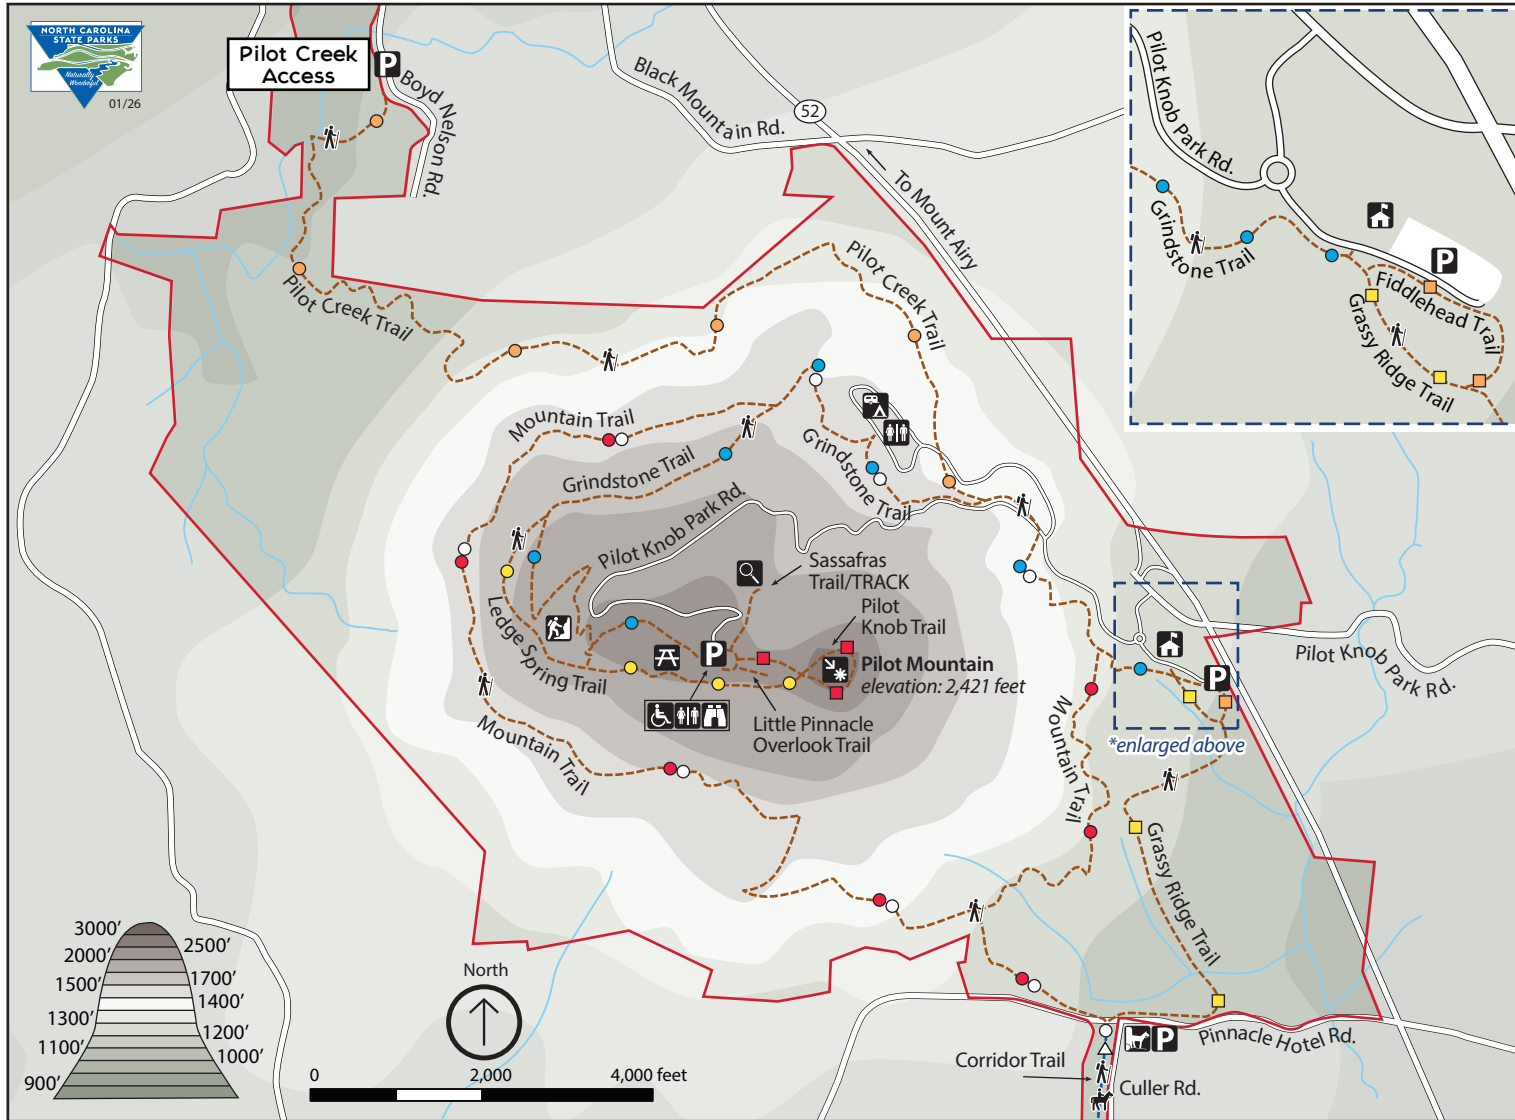 NORTH CAROLINA
STATE PARKS
Naturally
Wonderful
01/26
Pilot Creek
Access
P
Boyd Nelson Rd.
Black Mountain Rd.
52
To Mount Airy
Pilot Knob Park Rd.
Grindstone Trail
P
Fiddlehead Trail
Grassy Ridge Trail
Pilot Creek Trail
Pilot Creek Trail
Mountain Trail
Grindstone Trail
Grindstone Trail
Pilot Knob Park Rd.
Sassafras
Trail/TRACK
Pilot
Knob Trail
Ledge Spring Trail
P
Pilot Mountain
elevation: 2,421 feet
Little Pinnacle
Overlook Trail
Mountain Trail
Mountain Trail
P
Pilot Knob Park Rd.
*enlarged above
Grassy Ridge Trail
3000’
2500’
2000’
1700’
1500’
1400’
1300’
1200’
1100’
1000’
900’
North
0
2,000
4,000 feet
Corridor Trail
P
Pinnacle Hotel Rd.
Culler Rd.